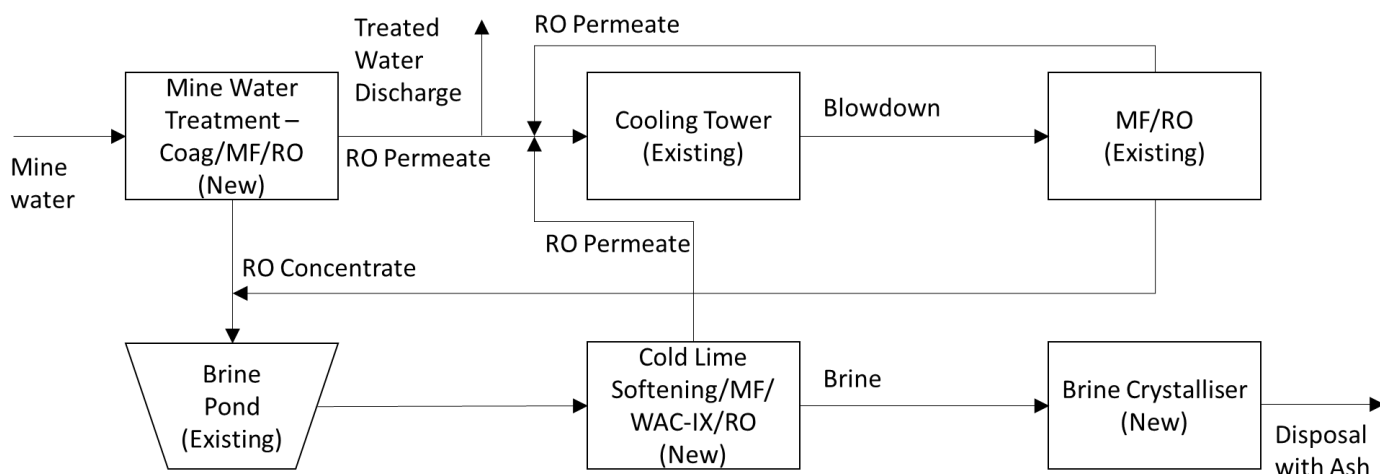 Treated
Water
Discharge
RO Permeate
Mine Water
Treatment –
Coag/MF/RO
(New)
Mine
water
RO Permeate
Cooling Tower
(Existing)
Blowdown
MF/RO
(Existing)
RO Permeate
RO Concentrate
Brine
Pond
(Existing)
Cold Lime
Softening/MF/
WAC-IX/RO
(New)
Brine
Brine Crystalliser
(New)
Disposal
with Ash